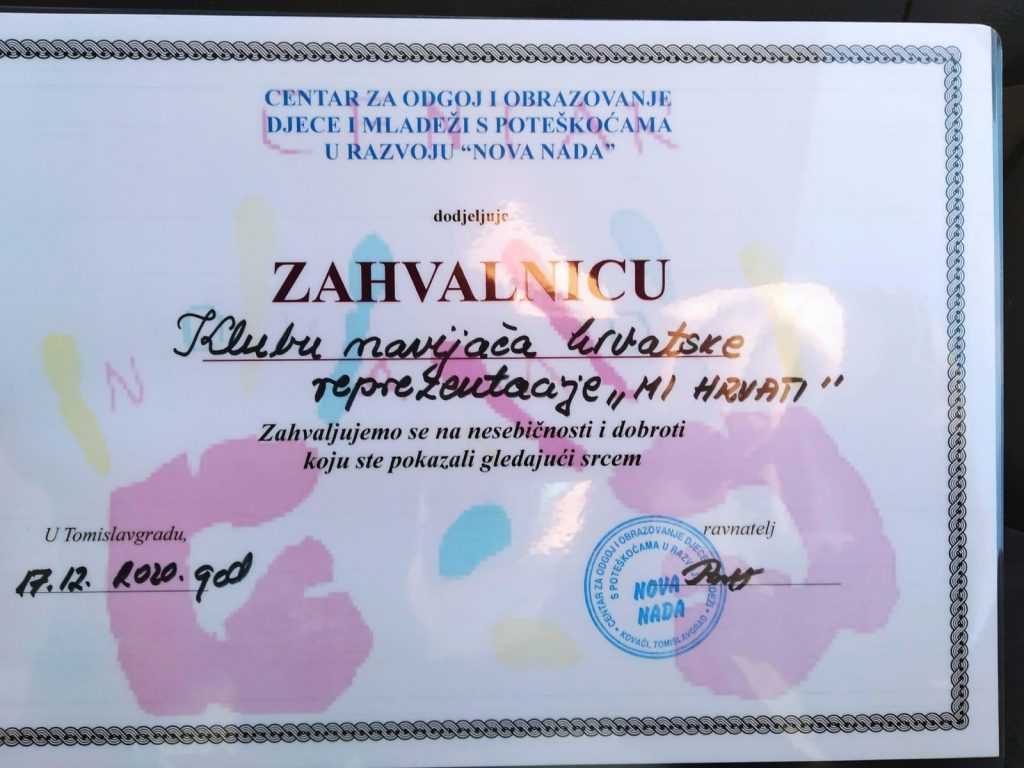 CENTAR ZA ODGOJ I OBRAZOVANJE
DJECE I MLADEŽI S POTEŠKOĆAMA
U RAZVOJU “NOVA NADA”
dodjeljuje
ZAHVALNICU
Klubu navijača hrvatske
reprezentacije „MI HRVATI“
Zahvaljujemo se na nesebičnosti i dobroti
koju ste pokazali gledajući srcem
U Tomislavgradu,
17.12. 2020. god
ravnatelj
CENTAR ZA ODGOJ I OBRAZOVANJE DJECE
S POTEŠKOĆAMA U
NOVA
NADA
KOVAČI, TOMISLAVGRAD